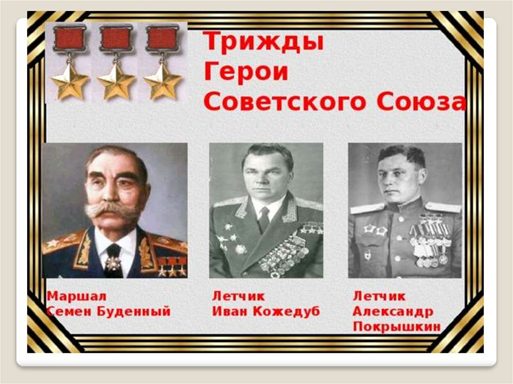 Трижды
Герои
Советского Союза
Маршал
Семен Буденный
Летчик
Иван Кожедуб
Летчик
Александр
Покрышкин